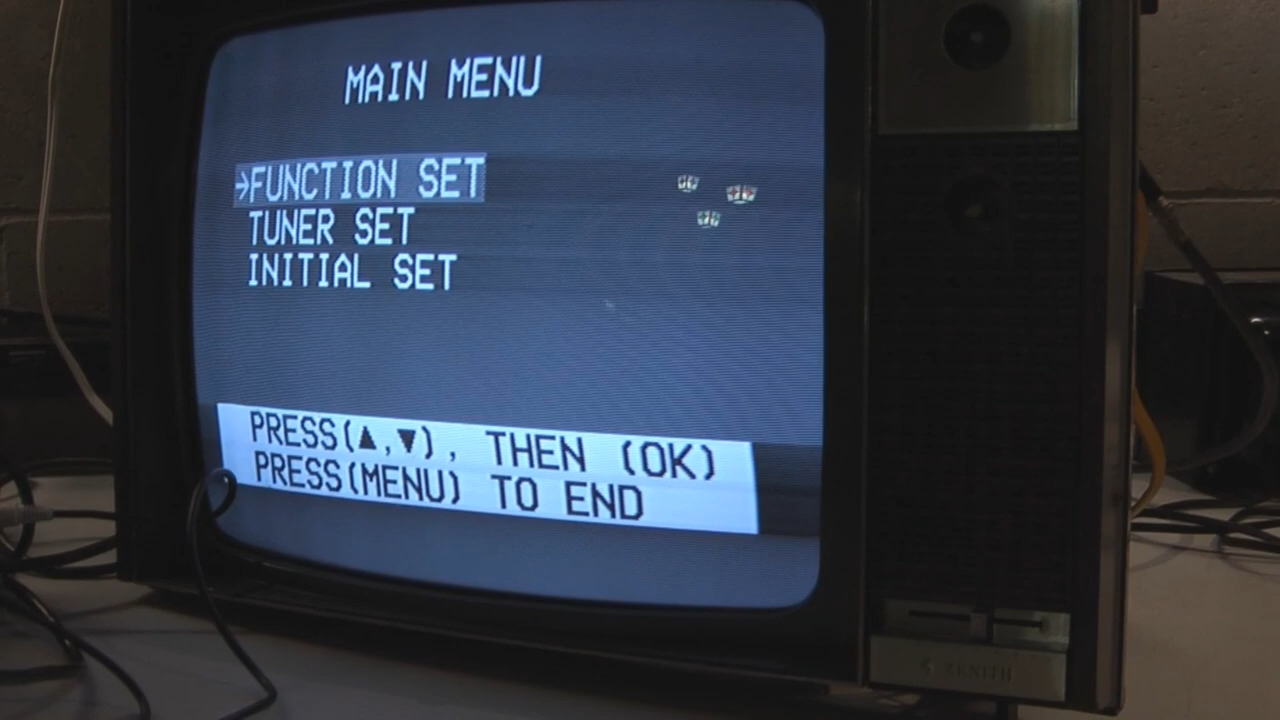 MAIN MENU
→FUNCTION SET
TUNER SET
INITIAL SET
PRESS(▲,▼), THEN (OK)
PRESS(MENU) TO END
ZENITH